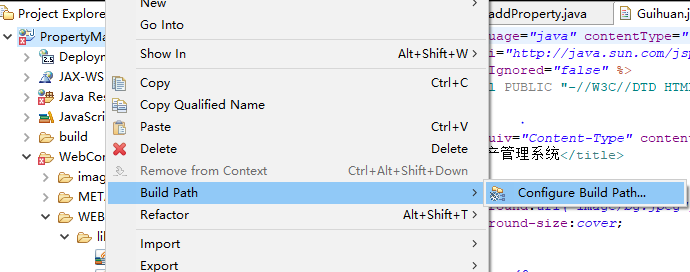 Project Explorer
PropertyMa
Deploym
JAX-WS
Java Res
JavaScri
build
WebCon
imag
META
WEB
lil
New
Go Into
Show In Alt+Shift+W
Copy Ctrl+C
Copy Qualified Name
Paste Ctrl+V
Delete Delete
Remove from Context Ctrl+Alt+Shift+Down
Build Path
Configure Build Path...
Refactor Alt+Shift+T
Import
Export
addProperty.java
Guihuan.j
uage="java" contentType="
i="http://java.sun.com/jsp
Ignored="false" %>
l PUBLIC "-//W3C//DTD HTM
uiv="Content-Type" content
产管理系统</title>
round-size:cover;